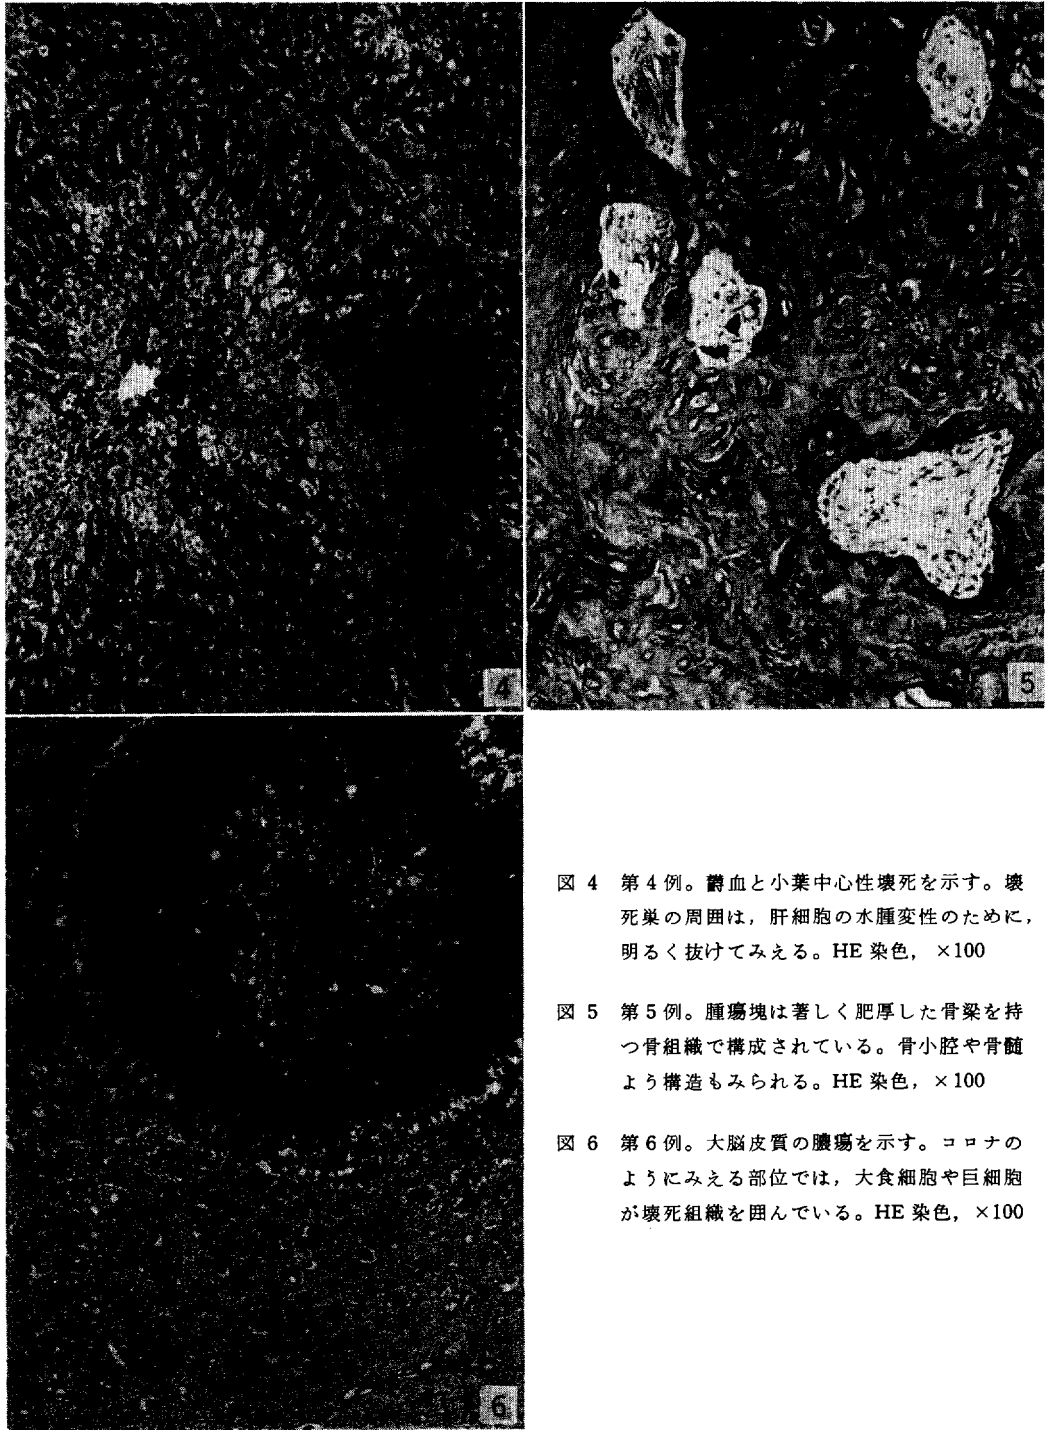 4
5
6
図 4 第4例。鬱血と小葉中心性壊死を示す。壊
死巣の周囲は，肝細胞の水腫変性のために，
明るく抜けてみえる。HE 染色，×100
図 5 第5例。腫瘍塊は著しく肥厚した骨梁を持
つ骨組織で構成されている。骨小腔や骨髄
よう構造もみられる。HE 染色，×100
図 6 第6例。大脳皮質の膿瘍を示す。コロナの
ようにみえる部位では，大食細胞や巨細胞
が壊死組織を囲んでいる。HE 染色，×100